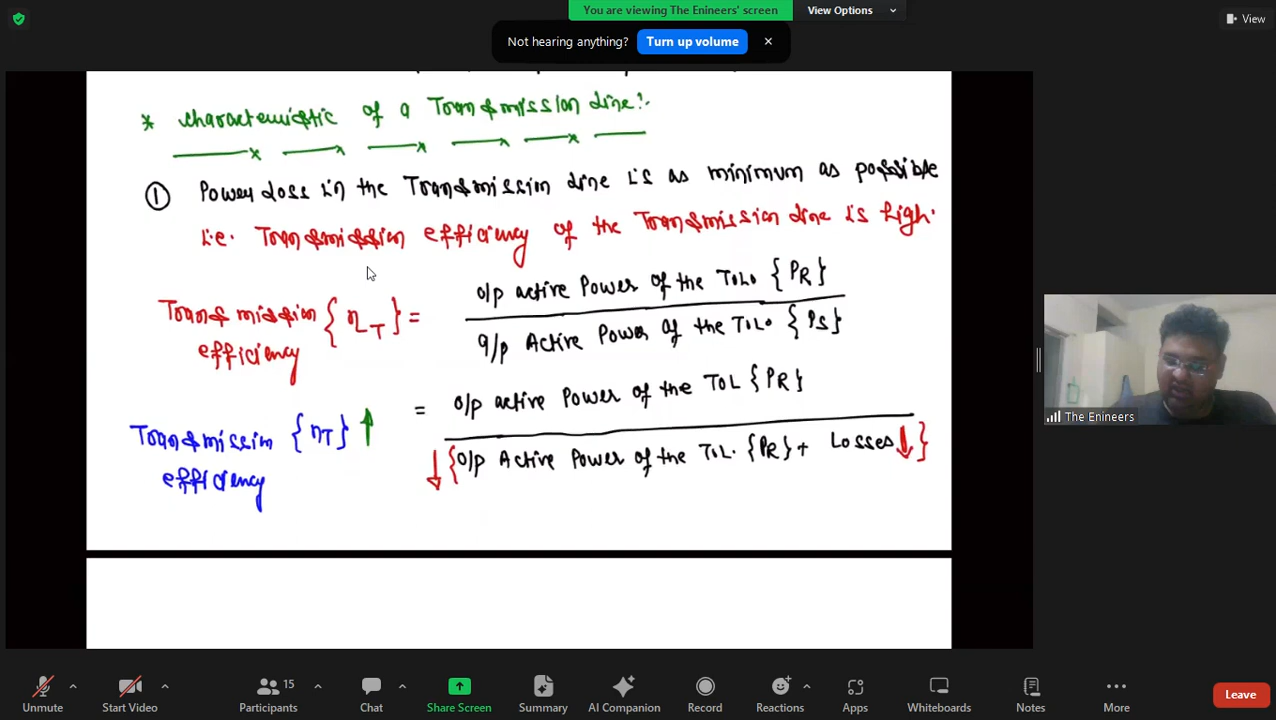 You are viewing The Enineers' screen
View Options
View
Not hearing anything? Turn up volume
* Characteristic of a Transmission Line:-
① Power Loss in the Transmission Line is as minimum as possible
i.e. Transmission efficiency of the Transmission Line is high.
Transmission efficiency {ηT} = o/p active Power of the T.L. {PR}
I/p Active Power of the T.L. {PS}
Transmission efficiency {ηT} ↑ = o/p active Power of the TOL {PR}
↓ {o/p Active Power of the T.L. {PR} + Losses ↓}
The Enineers
Unmute
Start Video
15
Participants
Chat
Share Screen
Summary
AI Companion
Record
Reactions
Apps
Whiteboards
Notes
More
Leave